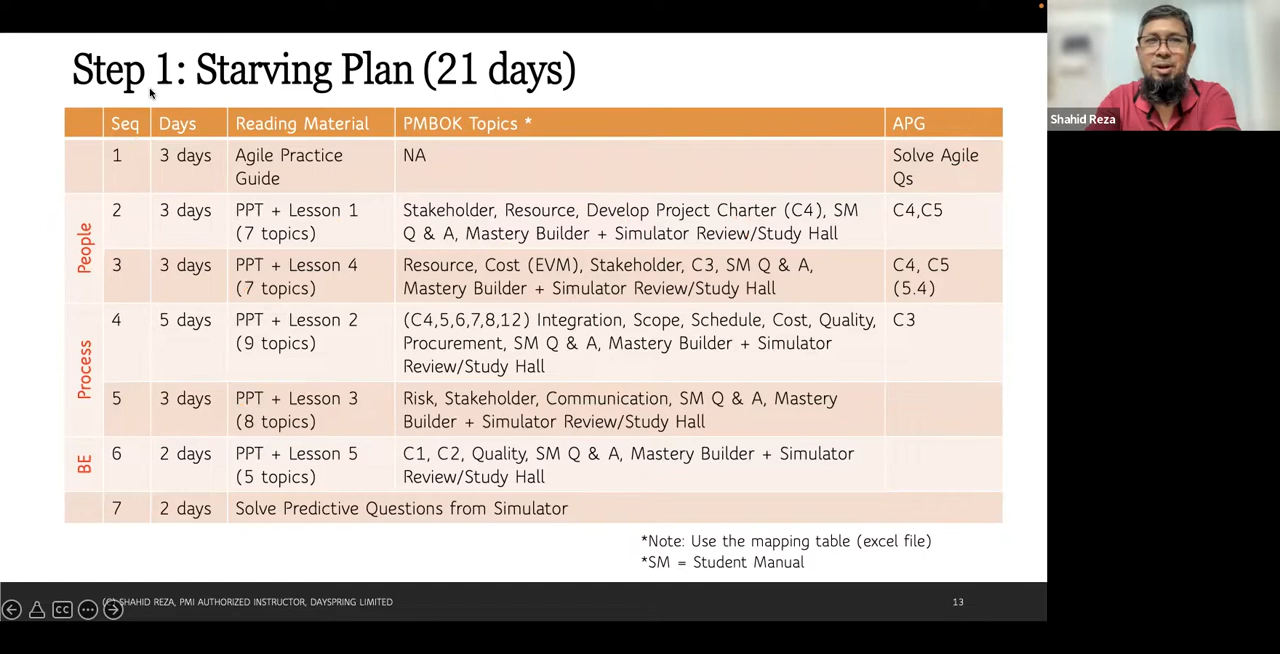 Step 1: Starving Plan (21 days)
Seq Days Reading Material PMBOK Topics * APG
1 3 days Agile Practice Guide NA Solve Agile Qs
People
2 3 days PPT + Lesson 1 (7 topics) Stakeholder, Resource, Develop Project Charter (C4), SM Q & A, Mastery Builder + Simulator Review/Study Hall C4,C5
3 3 days PPT + Lesson 4 (7 topics) Resource, Cost (EVM), Stakeholder, C3, SM Q & A, Mastery Builder + Simulator Review/Study Hall C4, C5 (5.4)
Process
4 5 days PPT + Lesson 2 (9 topics) (C4,5,6,7,8,12) Integration, Scope, Schedule, Cost, Quality, Procurement, SM Q & A, Mastery Builder + Simulator Review/Study Hall C3
5 3 days PPT + Lesson 3 (8 topics) Risk, Stakeholder, Communication, SM Q & A, Mastery Builder + Simulator Review/Study Hall
BE
6 2 days PPT + Lesson 5 (5 topics) C1, C2, Quality, SM Q & A, Mastery Builder + Simulator Review/Study Hall
7 2 days Solve Predictive Questions from Simulator
*Note: Use the mapping table (excel file)
*SM = Student Manual
(C) SHAHID REZA, PMI AUTHORIZED INSTRUCTOR, DAYSPRING LIMITED
13
CC
Shahid Reza